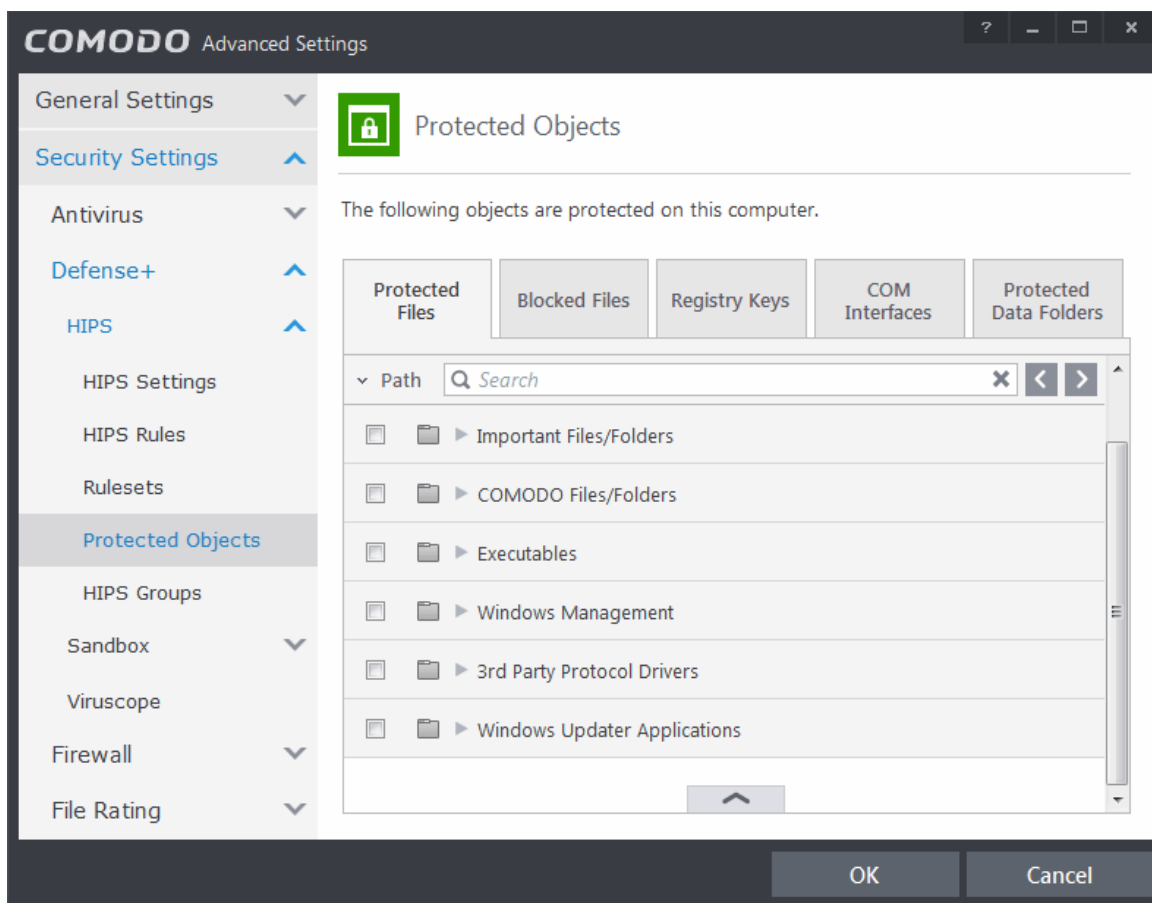 COMODO Advanced Settings
?
General Settings
Security Settings
Antivirus
Defense+
HIPS
HIPS Settings
HIPS Rules
Rulesets
Protected Objects
HIPS Groups
Sandbox
Viruscope
Firewall
File Rating
Protected Objects
The following objects are protected on this computer.
Protected
Files
Blocked Files
Registry Keys
COM
Interfaces
Protected
Data Folders
Path
Search
Important Files/Folders
COMODO Files/Folders
Executables
Windows Management
3rd Party Protocol Drivers
Windows Updater Applications
OK
Cancel